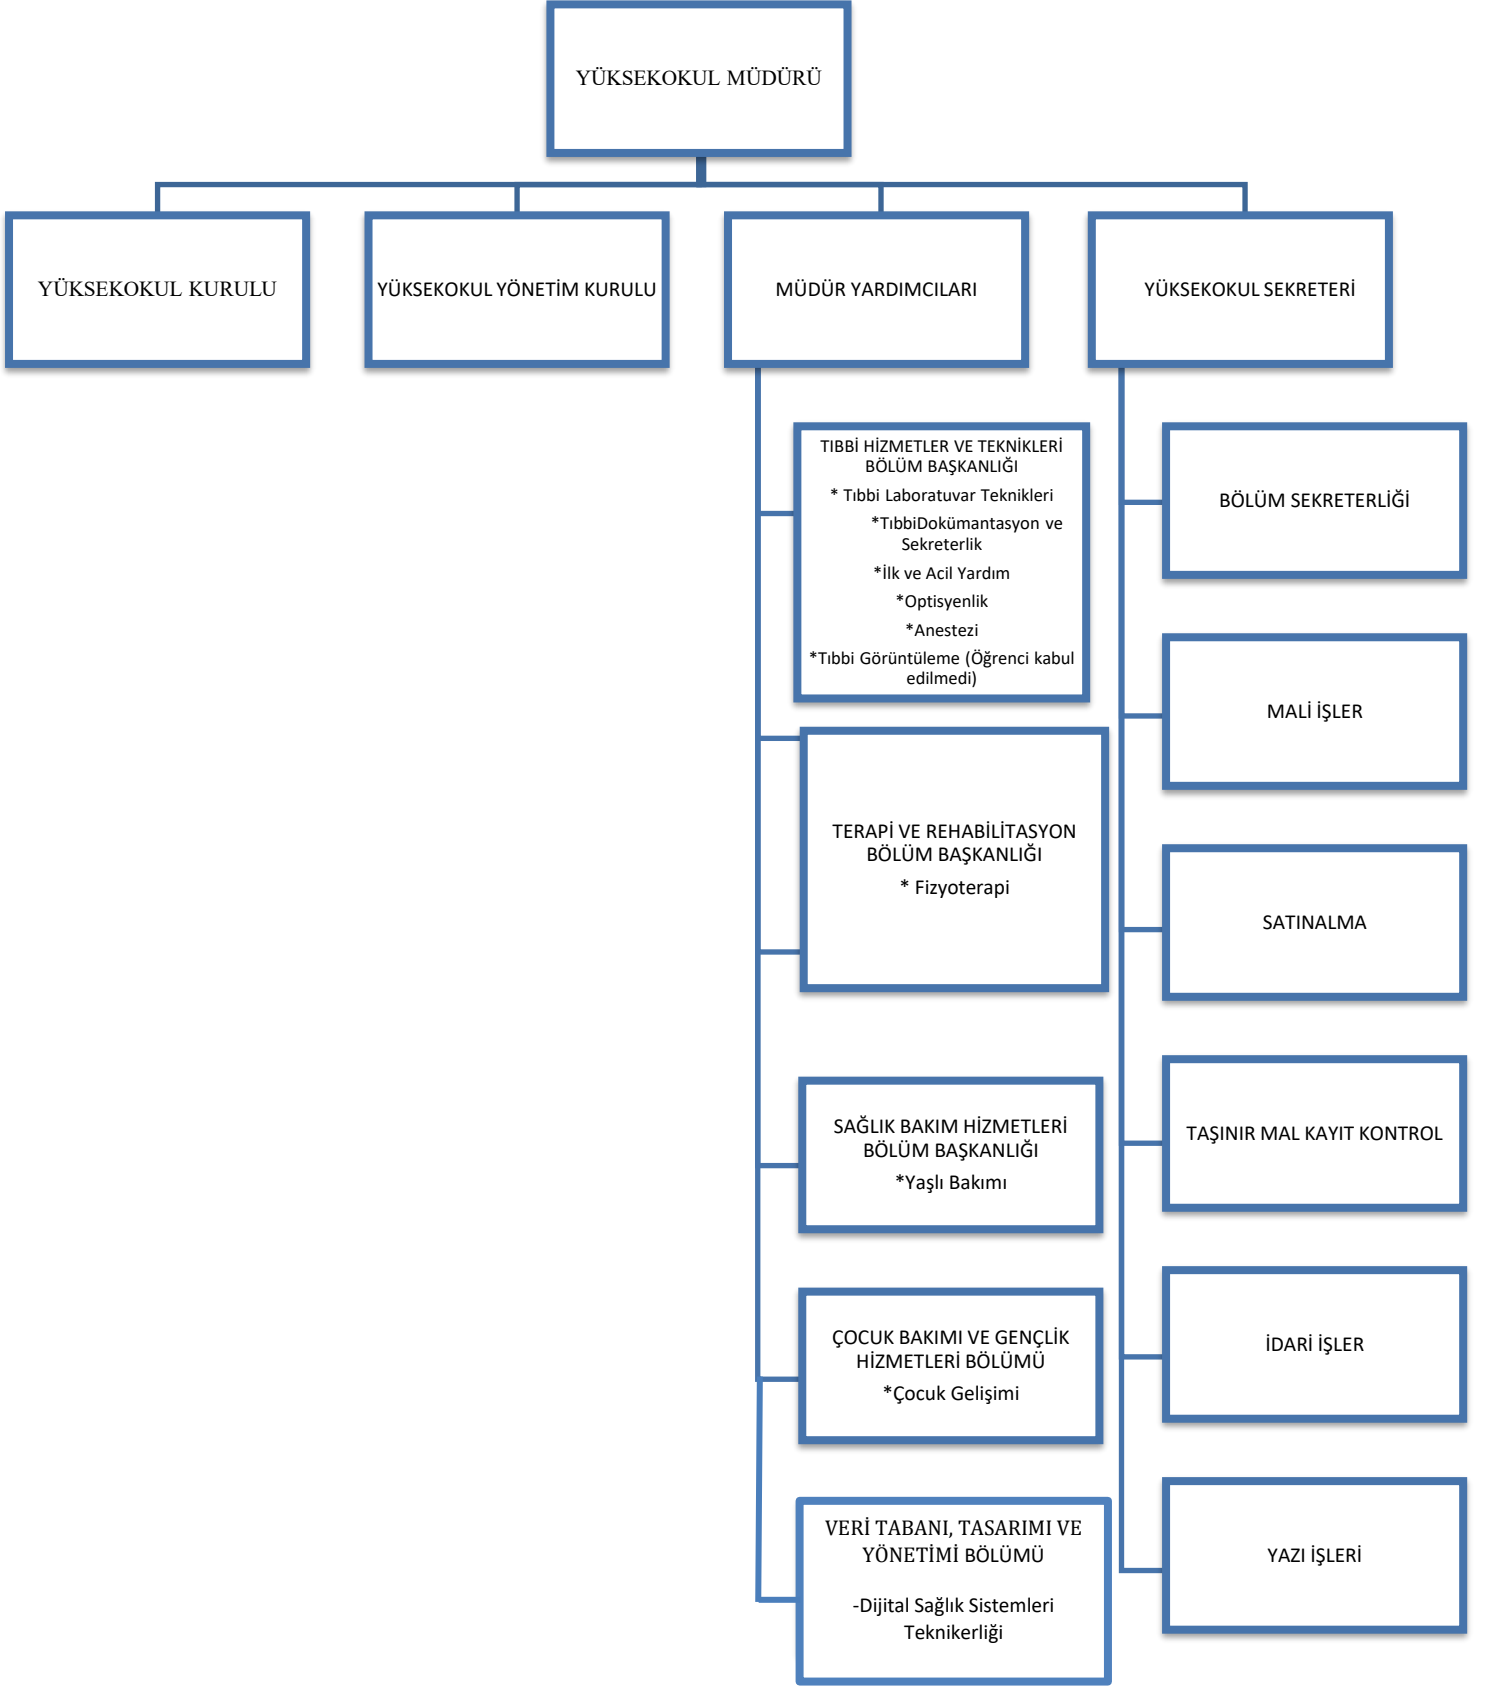 YÜKSEKOKUL MÜDÜRÜ
YÜKSEKOKUL KURULU
YÜKSEKOKUL YÖNETİM KURULU
MÜDÜR YARDIMCILARI
YÜKSEKOKUL SEKRETERİ
TIBBİ HİZMETLER VE TEKNİKLERİ
BÖLÜM BAŞKANLIĞI
* Tıbbi Laboratuvar Teknikleri
*TıbbiDokümantasyon ve
Sekreterlik
*İlk ve Acil Yardım
*Optisyenlik
*Anestezi
*Tıbbi Görüntüleme (Öğrenci kabul
edilmedi)
TERAPİ VE REHABİLİTASYON
BÖLÜM BAŞKANLIĞI
* Fizyoterapi
SAĞLIK BAKIM HİZMETLERİ
BÖLÜM BAŞKANLIĞI
*Yaşlı Bakımı
ÇOCUK BAKIMI VE GENÇLİK
HİZMETLERİ BÖLÜMÜ
*Çocuk Gelişimi
VERİ TABANI, TASARIMI VE
YÖNETİMİ BÖLÜMÜ
-Dijital Sağlık Sistemleri
Teknikerliği
BÖLÜM SEKRETERLİĞİ
MALİ İŞLER
SATINALMA
TAŞINIR MAL KAYIT KONTROL
İDARİ İŞLER
YAZI İŞLERİ